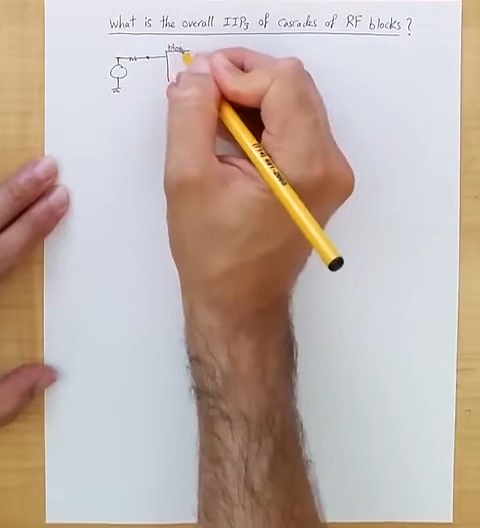 what is the overall IIP3 of cascades of RF blocks ?